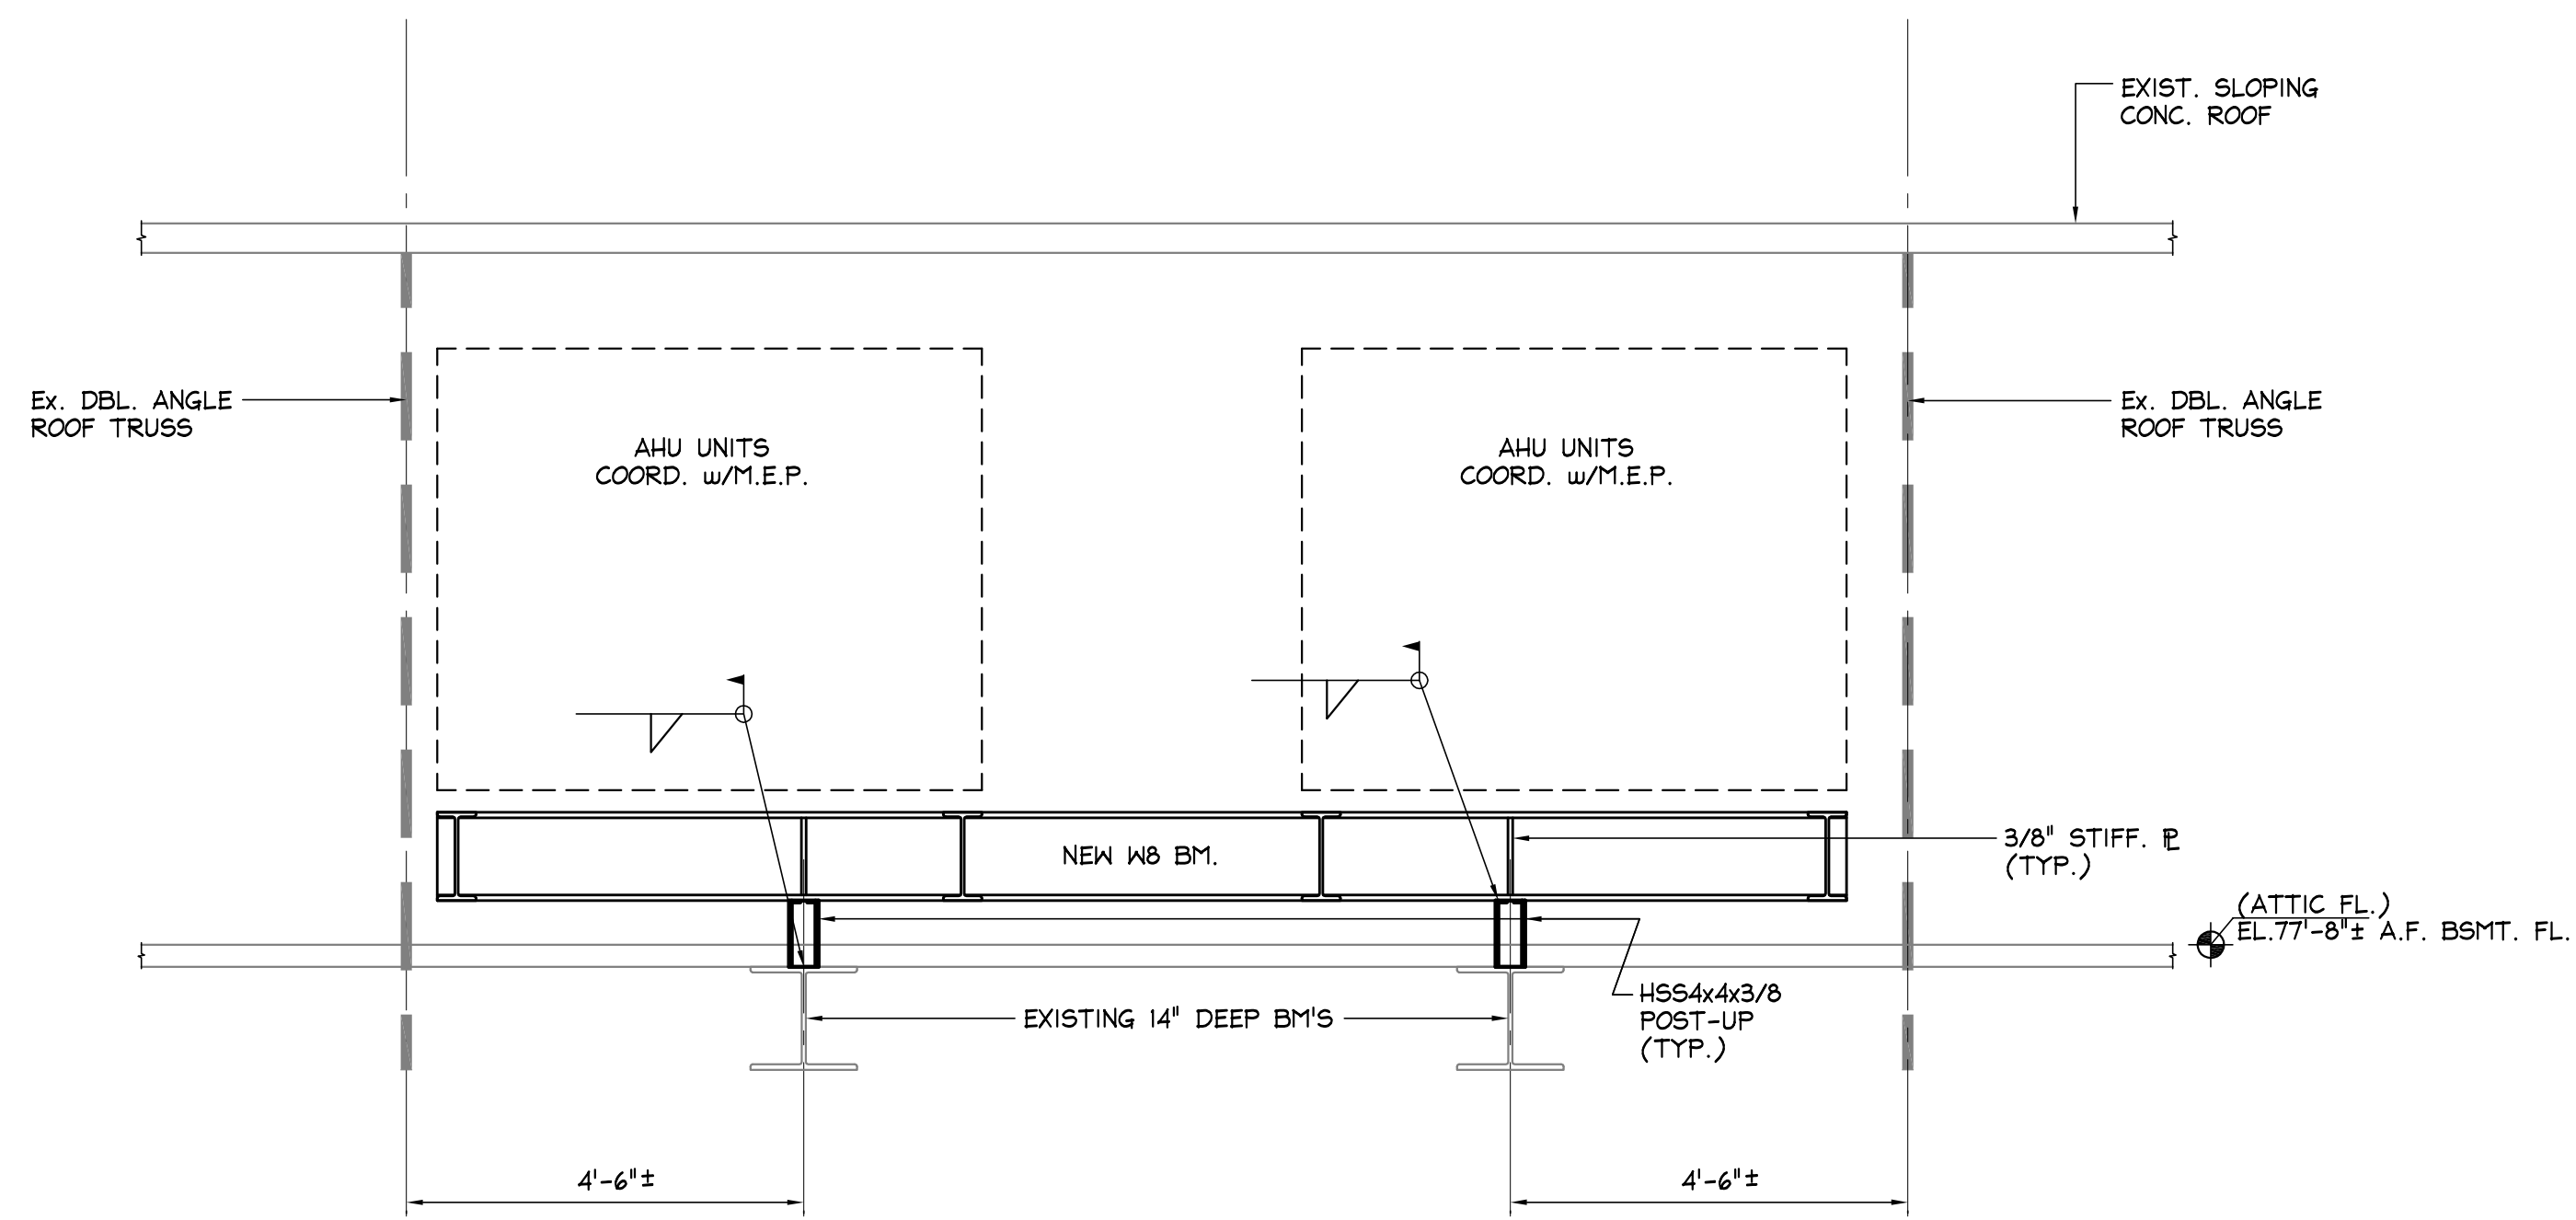 EXIST. SLOPING
CONC. ROOF
Ex. DBL. ANGLE
ROOF TRUSS
AHU UNITS
COORD. w/M.E.P.
AHU UNITS
COORD. w/M.E.P.
Ex. DBL. ANGLE
ROOF TRUSS
NEW W8 BM.
3/8" STIFF. PL
(TYP.)
(ATTIC FL.)
EL.77'-8"± A.F. BSMT. FL.
HSS4x4x3/8
POST-UP
(TYP.)
EXISTING 14" DEEP BM'S
4'-6"±
4'-6"±